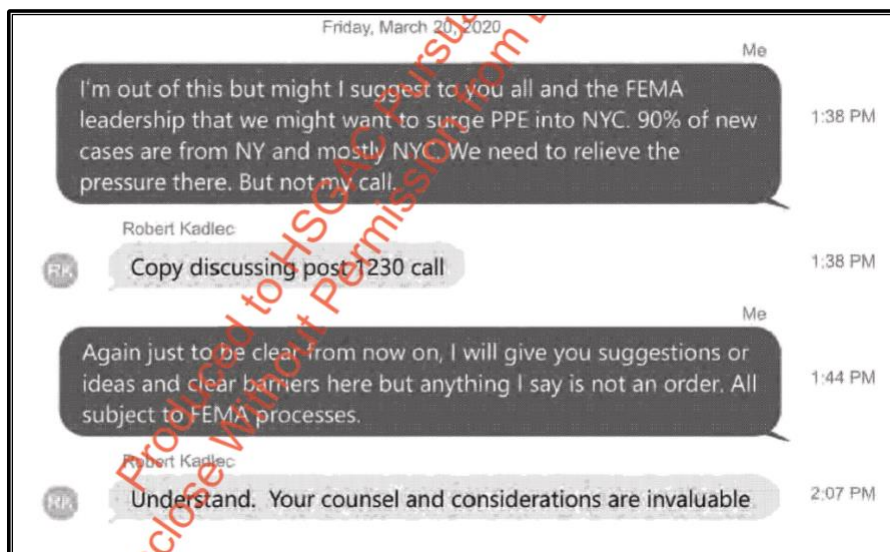 Friday, March 20, 2020
Me
I'm out of this but might I suggest to you all and the FEMA
leadership that we might want to surge PPE into NYC. 90% of new
cases are from NY and mostly NYC. We need to relieve the
pressure there. But not my call.
1:38 PM
Robert Kadlec
RK
Copy discussing post 1230 call
1:38 PM
Me
Again just to be clear from now on, I will give you suggestions or
ideas and clear barriers here but anything I say is not an order. All
subject to FEMA processes.
1:44 PM
Robert Kadlec
RK
Understand. Your counsel and considerations are invaluable
2:07 PM
Produced to HSGAC Pursua
close Without Permission from